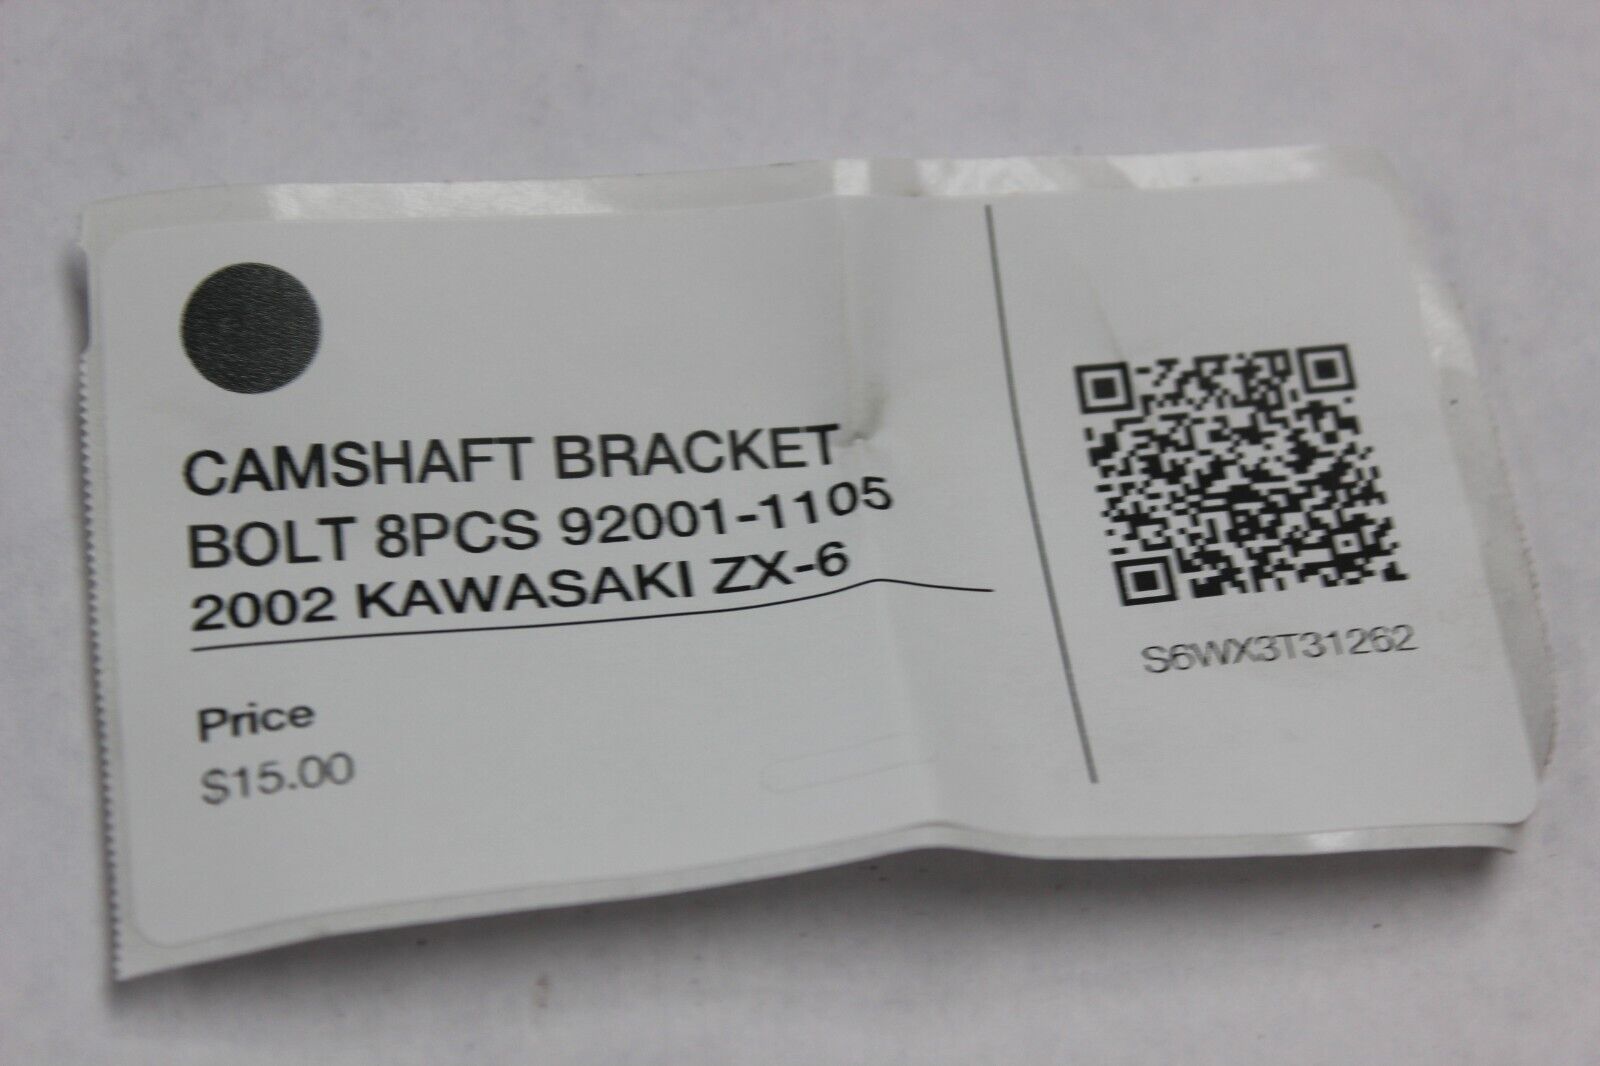 CAMSHAFT BRACKET
BOLT 8PCS 92001-1105
2002 KAWASAKI ZX-6
Price
$15.00
S6WX3T31262